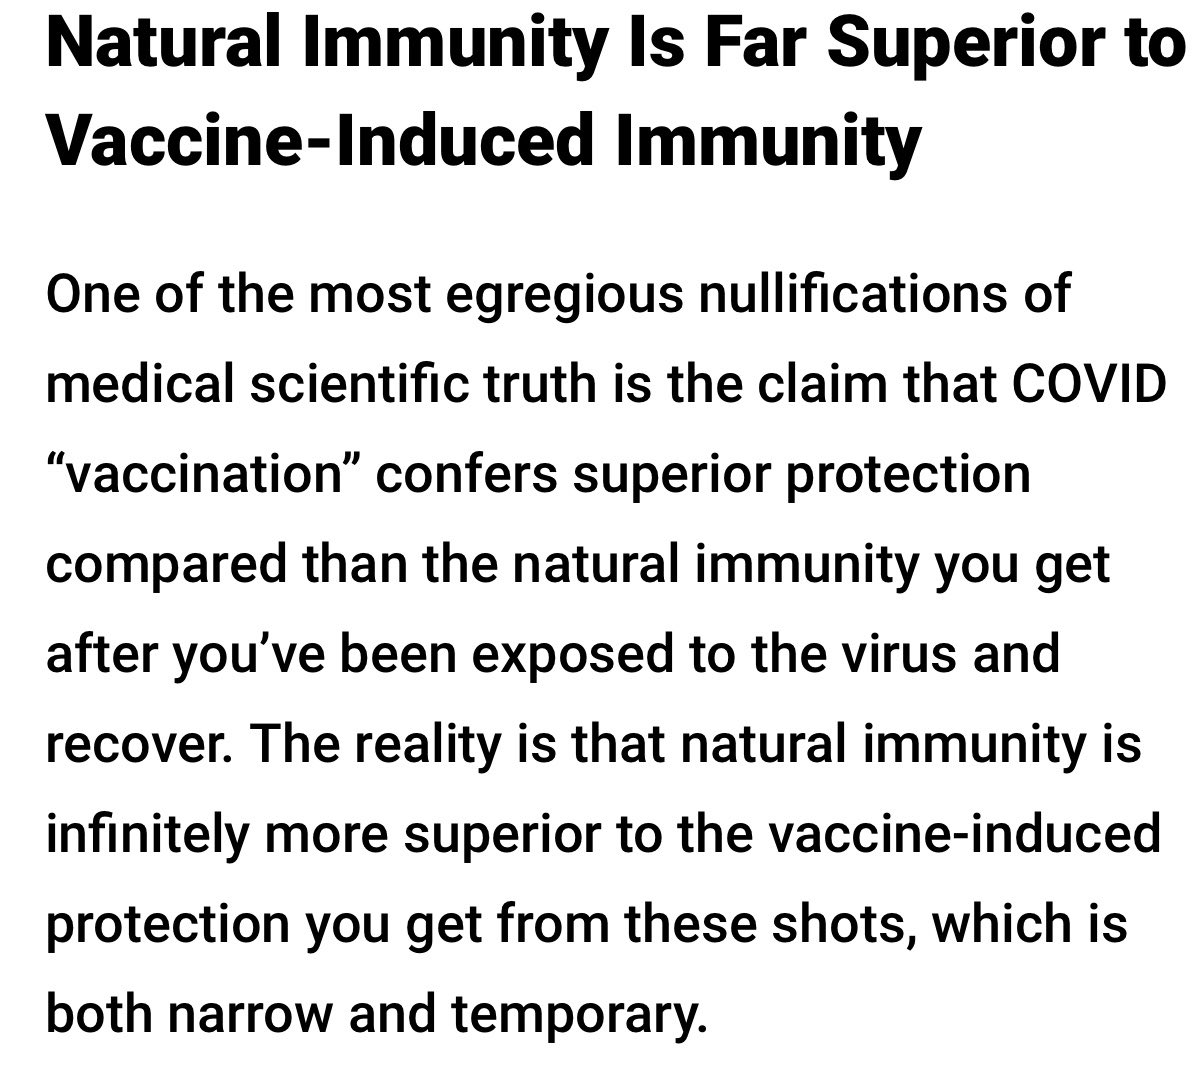 Natural Immunity Is Far Superior to
Vaccine-Induced Immunity
One of the most egregious nullifications of
medical scientific truth is the claim that COVID
“vaccination” confers superior protection
compared than the natural immunity you get
after you’ve been exposed to the virus and
recover. The reality is that natural immunity is
infinitely more superior to the vaccine-induced
protection you get from these shots, which is
both narrow and temporary.